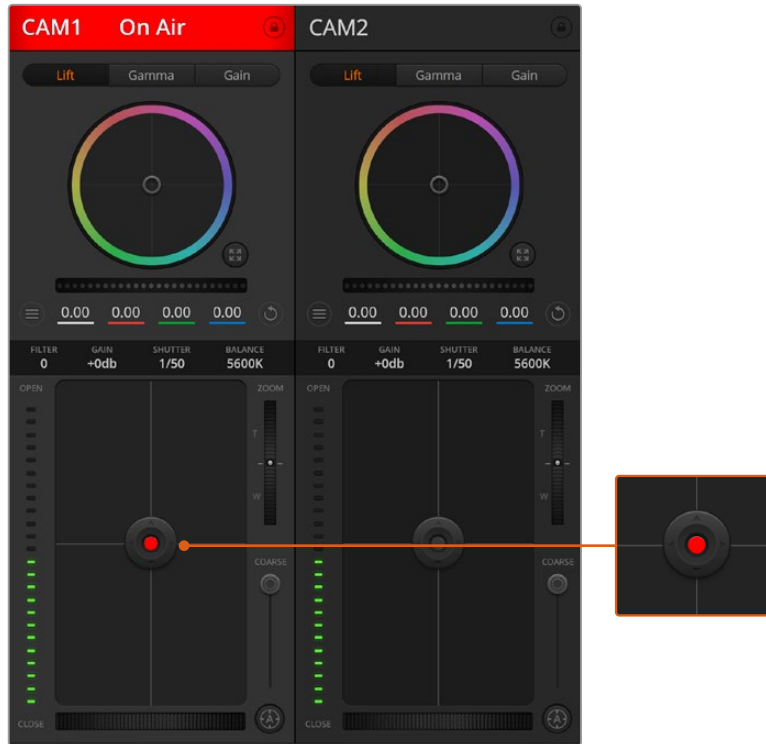 CAM1 On Air
Lift Gamma Gain
0.00 0.00 0.00 0.00
FILTER GAIN SHUTTER BALANCE
0 +0db 1/50 5600K
OPEN ZOOM
T
W
COARSE
CLOSE A
CAM2
Lift Gamma Gain
0.00 0.00 0.00 0.00
FILTER GAIN SHUTTER BALANCE
0 +0db 1/50 5600K
OPEN ZOOM
T
W
COARSE
CLOSE A